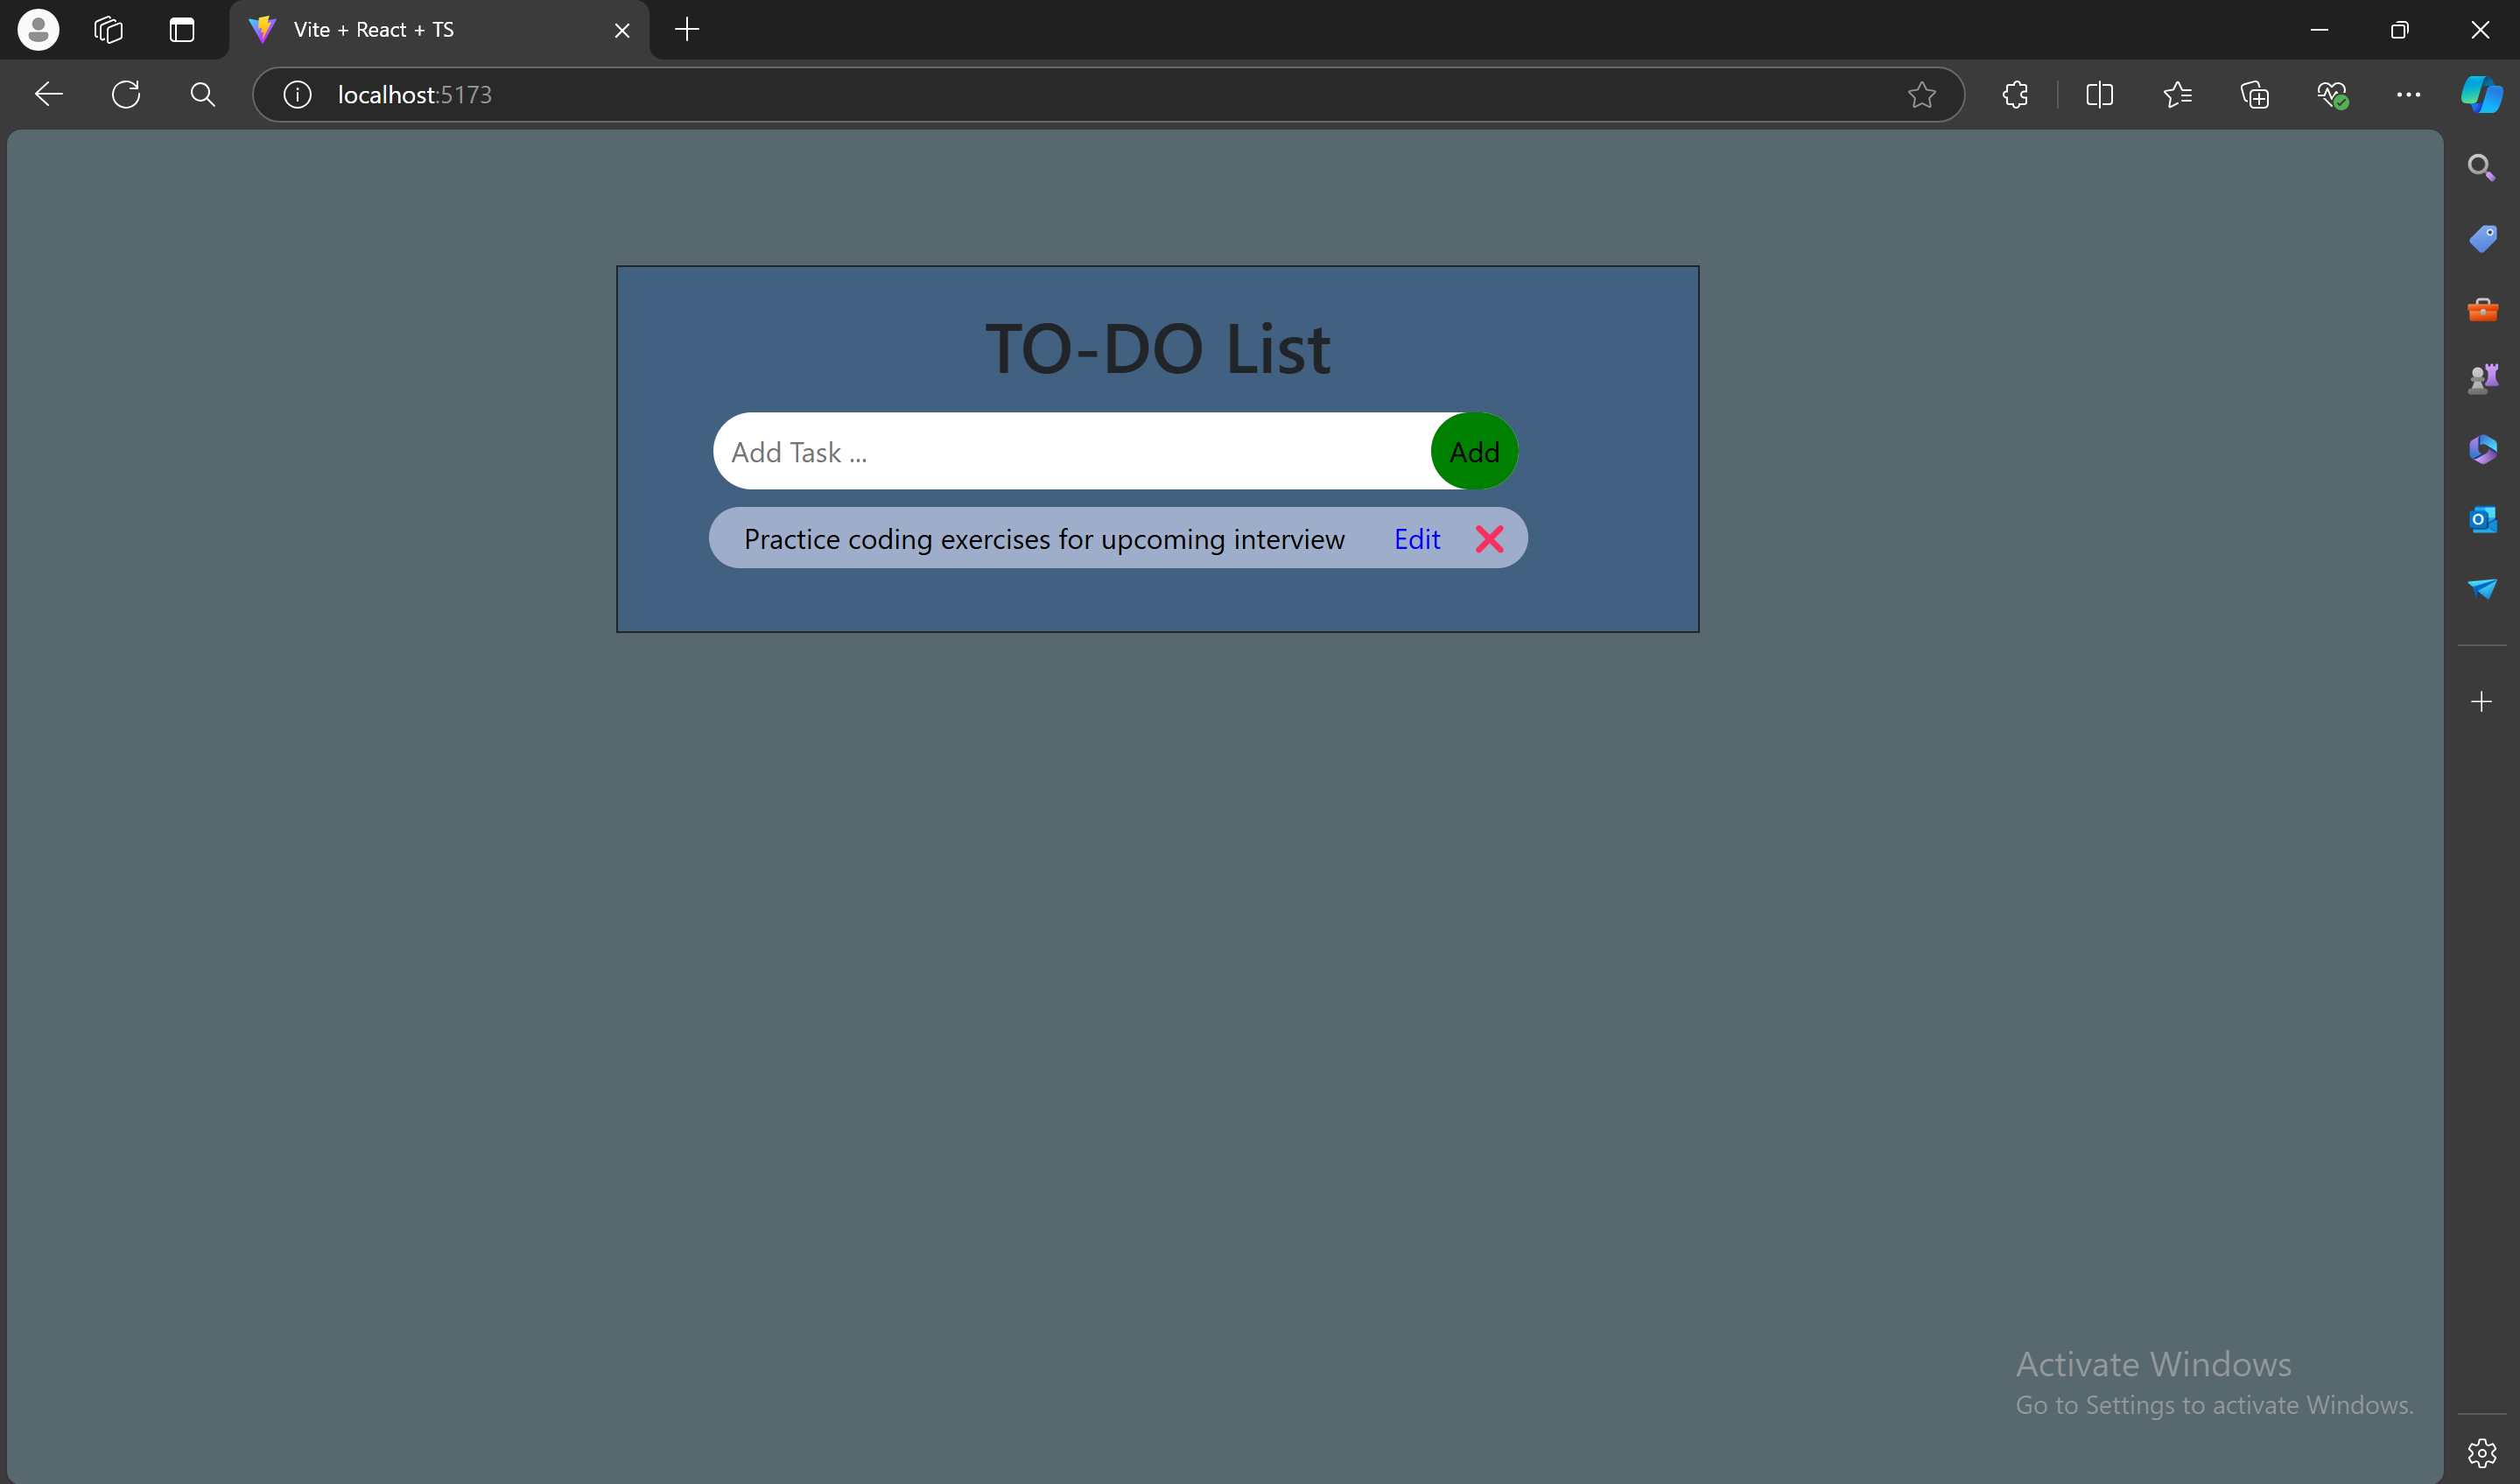 Vite + React + TS
localhost:5173
TO-DO List
Add Task ...
Add
Practice coding exercises for upcoming interview
Edit
Activate Windows
Go to Settings to activate Windows.